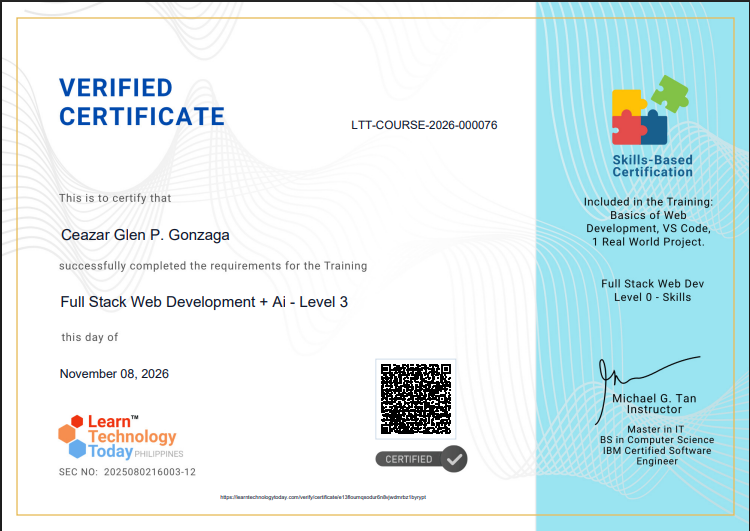 VERIFIED
CERTIFICATE
LTT-COURSE-2026-000076
This is to certify that
Ceazar Glen P. Gonzaga
successfully completed the requirements for the Training
Full Stack Web Development + Ai - Level 3
this day of
November 08, 2026
Learn™
Technology
Today PHILIPPINES
SEC NO: 2025080216003-12
CERTIFIED
Skills-Based
Certification
Included in the Training:
Basics of Web
Development, VS Code,
1 Real World Project.
Full Stack Web Dev
Level 0 - Skills
Michael G. Tan
Instructor
Master in IT
BS in Computer Science
IBM Certified Software
Engineer